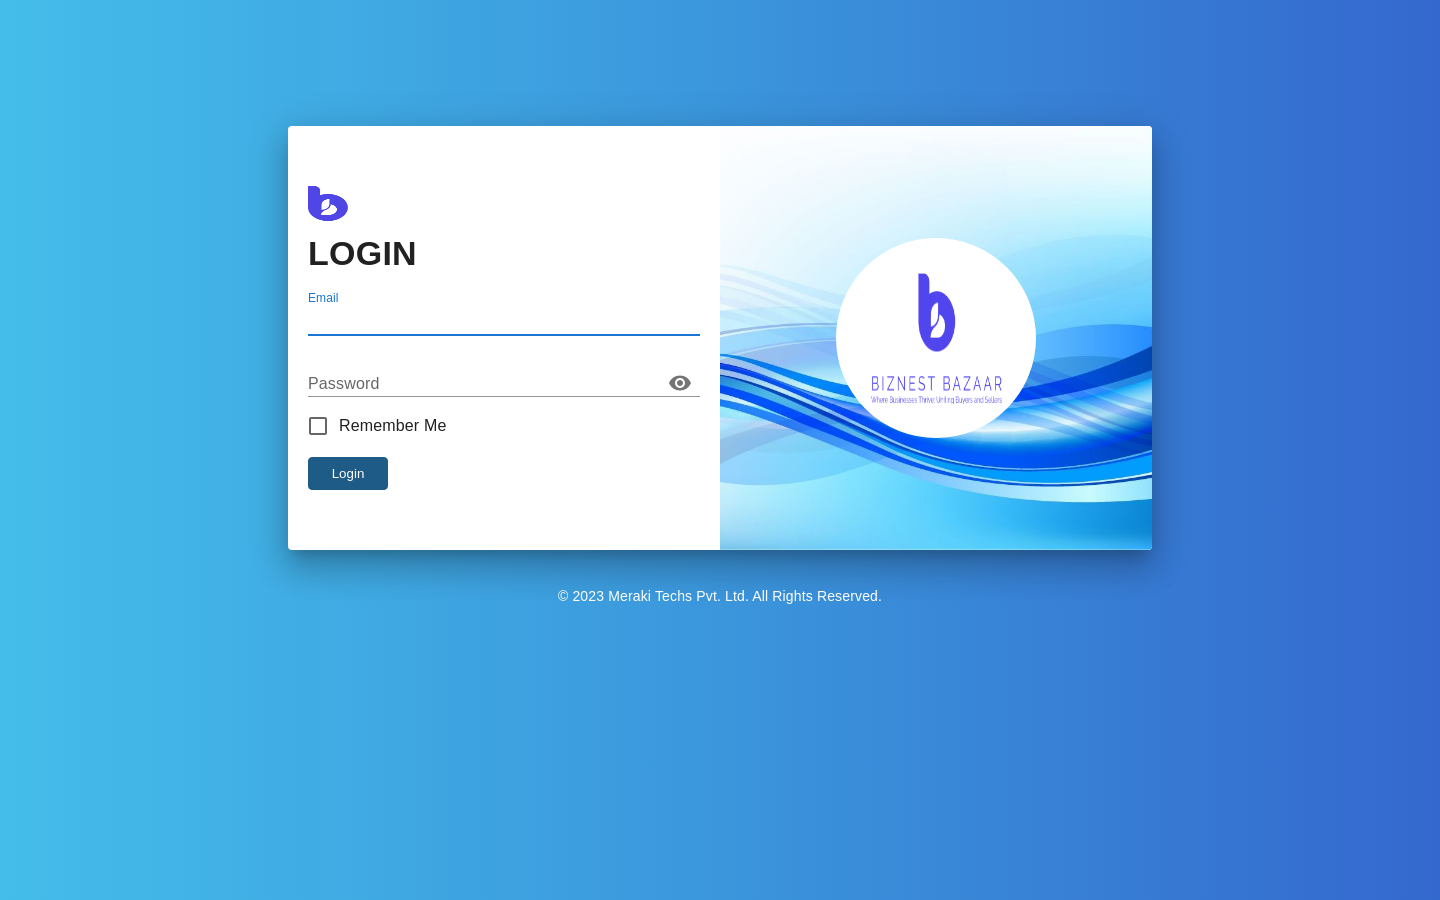 LOGIN
Email
Password
Remember Me
Login
BIZNEST BAZAAR
Where Businesses Thrive: Uniting Buyers and Sellers
© 2023 Meraki Techs Pvt. Ltd. All Rights Reserved.